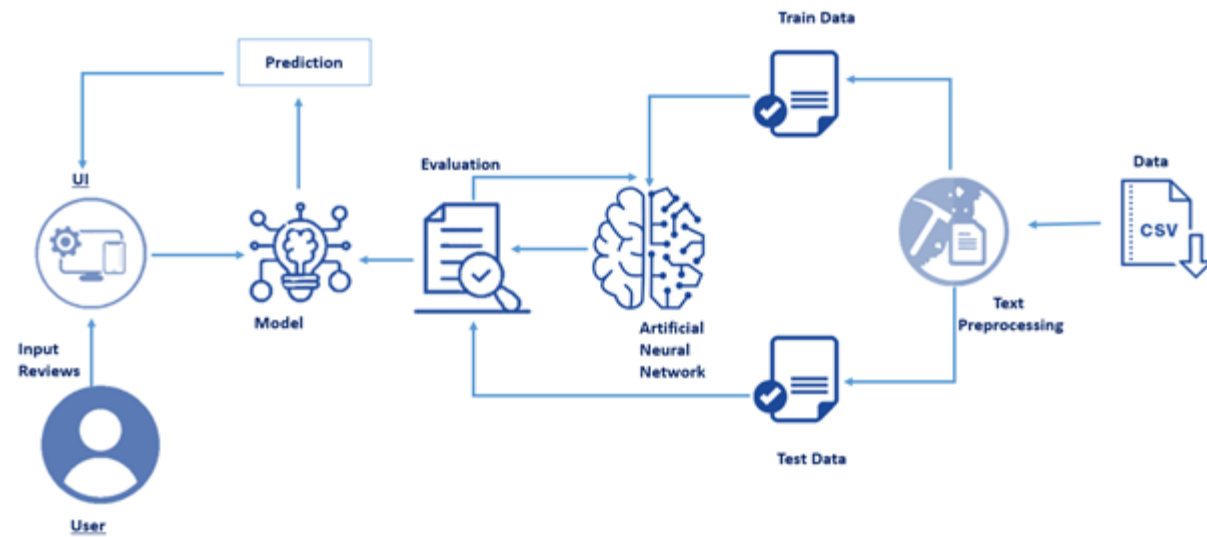 Train Data
Prediction
Evaluation
Data
UI
CSV
Text
Preprocessing
Model
Artificial
Neural
Network
Input
Reviews
Test Data
User